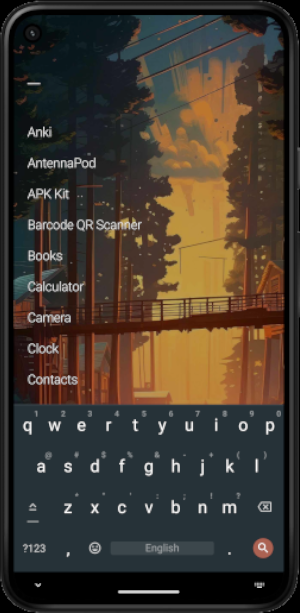 Anki
AntennaPod
APK Kit
Barcode QR Scanner
Books
Calculator
Camera
Clock
Contacts
1 2 3 4 5 6 7 8 9 0
q w e r t y u i o p
@ # $ % & - + ( )
a s d f g h j k l
* " ' : ; ! ?
z x c v b n m
?123 , English .